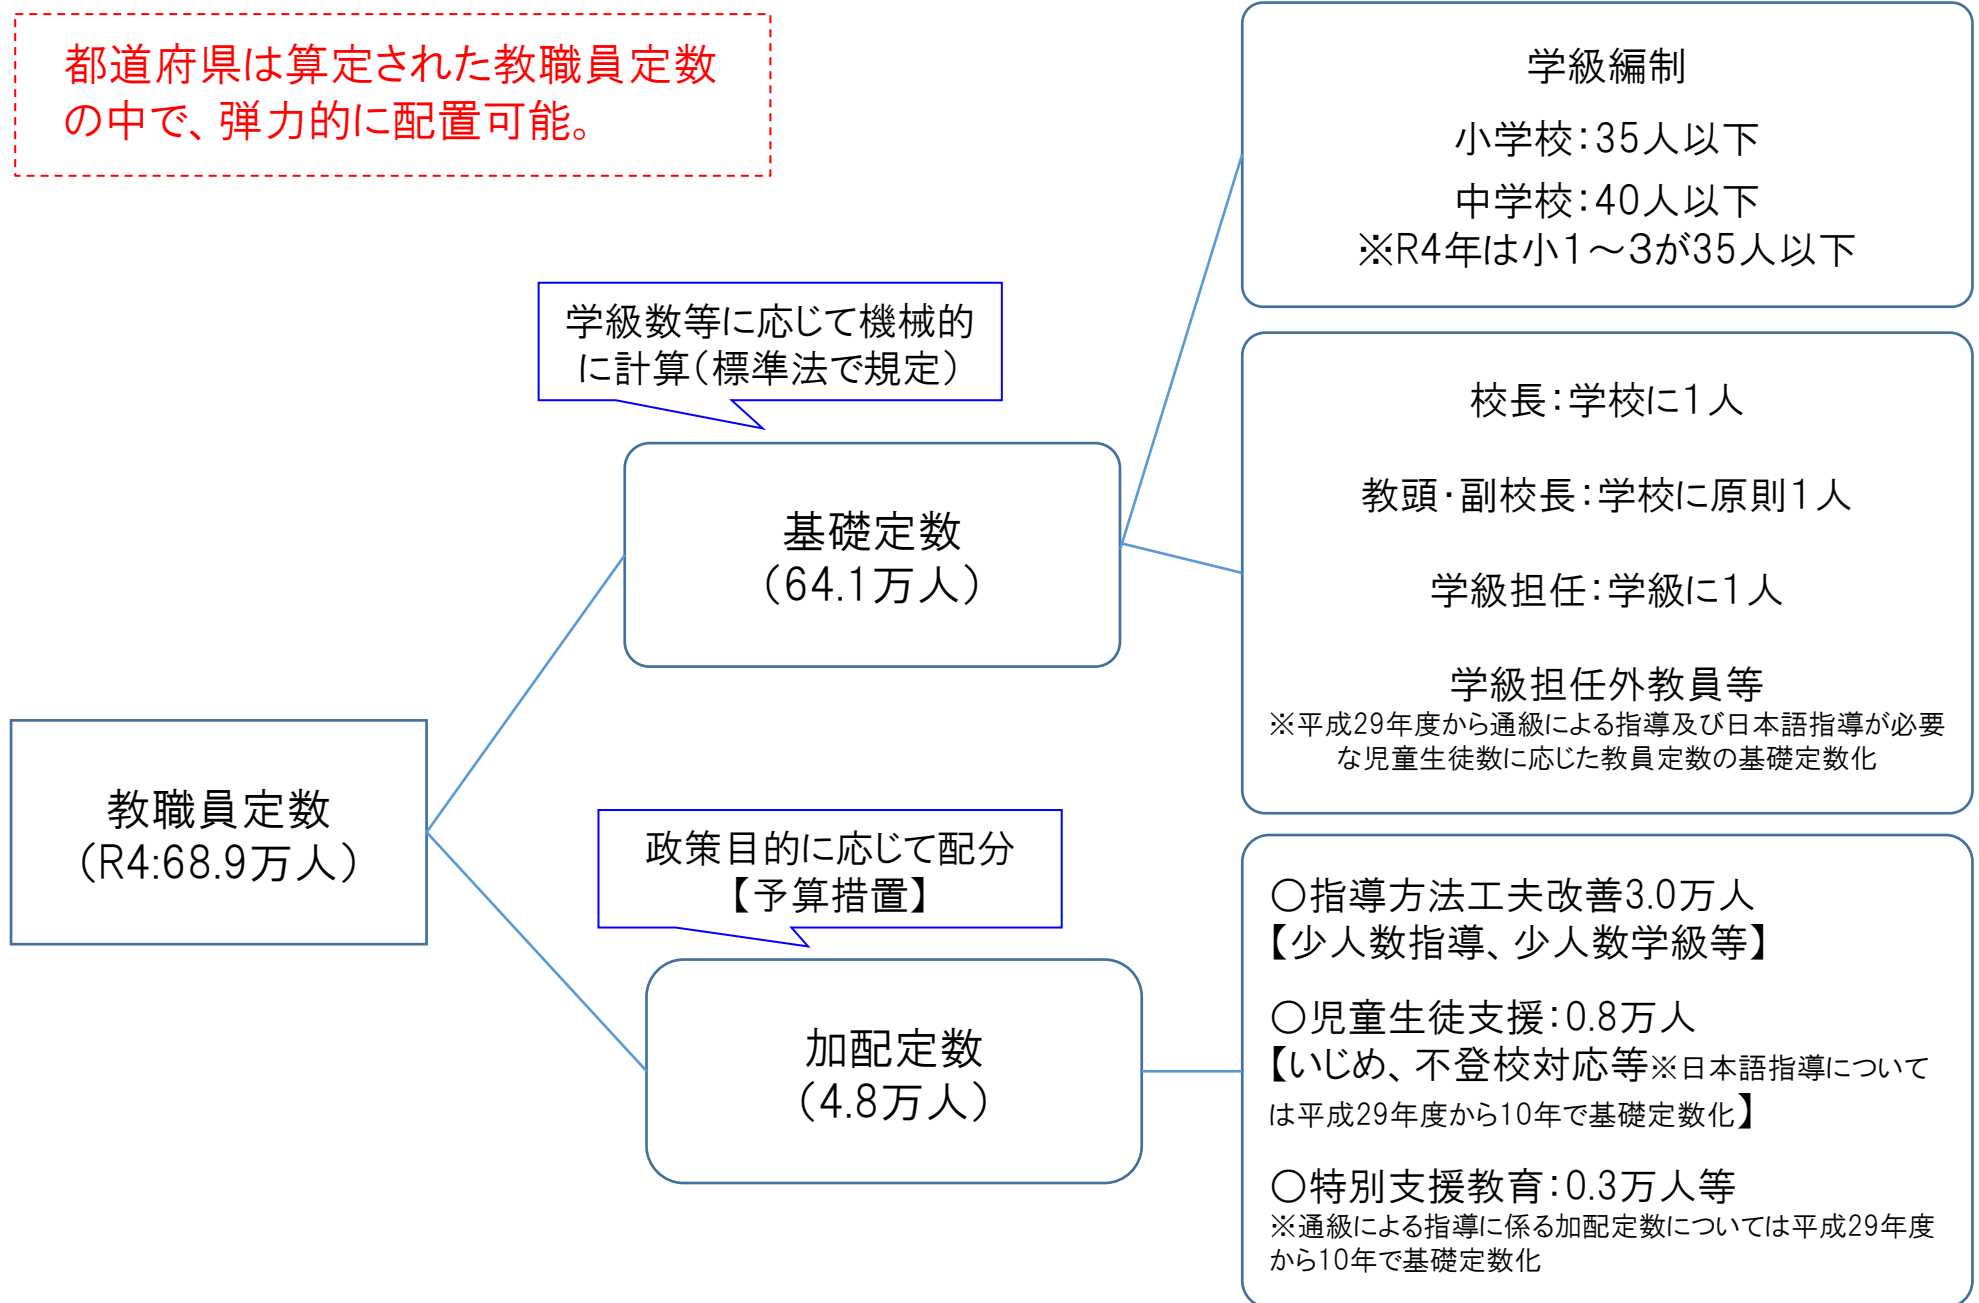 都道府県は算定された教職員定数
の中で、弾力的に配置可能。
学級数等に応じて機械的
に計算（標準法で規定）
基礎定数
（64.1万人）
教職員定数
（R4:68.9万人）
政策目的に応じて配分
【予算措置】
加配定数
（4.8万人）
学級編制
小学校：35人以下
中学校：40人以下
※R4年は小１～３が35人以下
校長：学校に１人
教頭・副校長：学校に原則１人
学級担任：学級に１人
学級担任外教員等
※平成29年度から通級による指導及び日本語指導が必要
な児童生徒数に応じた教員定数の基礎定数化
○指導方法工夫改善3.0万人
【少人数指導、少人数学級等】
○児童生徒支援：0.8万人
【いじめ、不登校対応等※日本語指導について
は平成29年度から10年で基礎定数化】
○特別支援教育：0.3万人等
※通級による指導に係る加配定数については平成29年度
から10年で基礎定数化